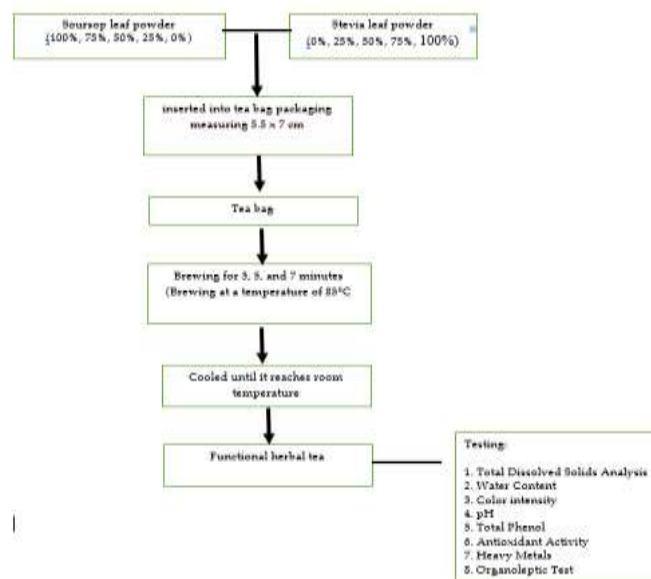 Soursop leaf powder
(100%, 75%, 50%, 25%, 0%)
Stevia leaf powder
(0%, 25%, 50%, 75%, 100%)
inserted into tea bag packaging
measuring 5.5 x 7 cm
Tea bag
Brewing for 3, 5, and 7 minutes
(Brewing at a temperature of 85°C
Cooled until it reaches room
temperature
Functional herbal tea
Testing:
1. Total Dissolved Solids Analysis
2. Water Content
3. Color intensity
4. pH
5. Total Phenol
6. Antioxidant Activity
7. Heavy Metals
8. Organoleptic Test